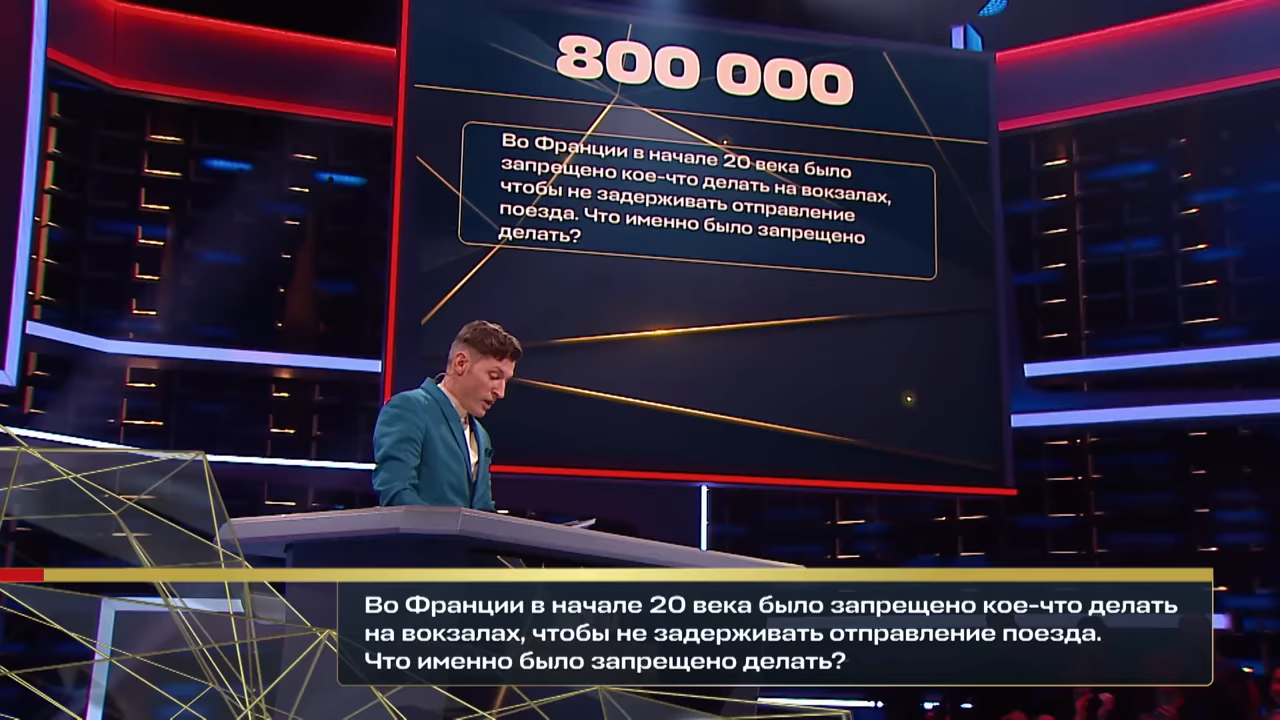 800 000
Во Франции в начале 20 века было
запрещено кое-что делать на вокзалах,
чтобы не задерживать отправление
поезда. Что именно было запрещено
делать?
Во Франции в начале 20 века было запрещено кое-что делать
на вокзалах, чтобы не задерживать отправление поезда.
Что именно было запрещено делать?